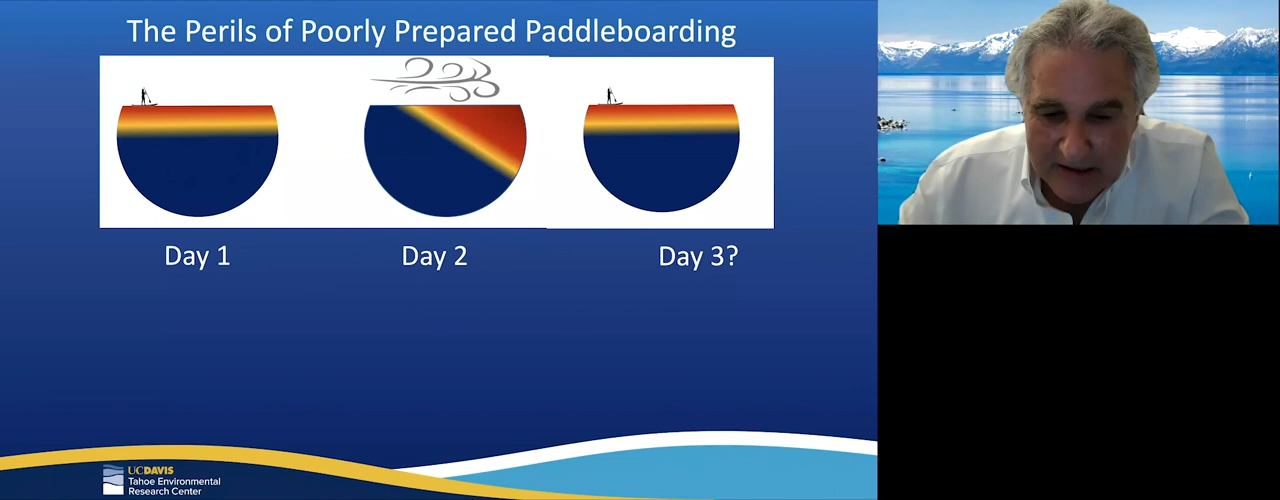 The Perils of Poorly Prepared Paddleboarding
Day 1
Day 2
Day 3?
UCDAVIS
Tahoe Environmental
Research Center